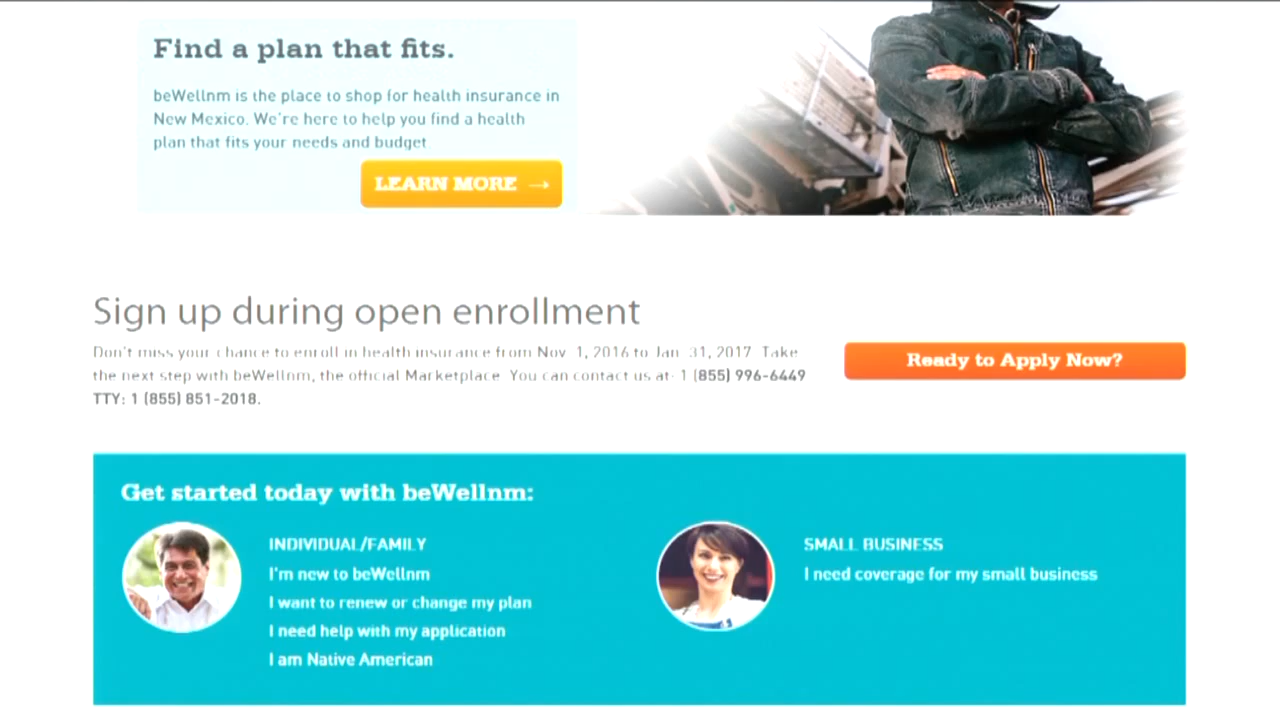 Find a plan that fits.
beWellnm is the place to shop for health insurance in
New Mexico. We're here to help you find a health
plan that fits your needs and budget.
LEARN MORE →
Sign up during open enrollment
Don't miss your chance to enroll in health insurance from Nov. 1, 2016 to Jan. 31, 2017. Take
the next step with beWellnm, the official Marketplace. You can contact us at: 1 (855) 996-6449
TTY: 1 (855) 851-2018.
Ready to Apply Now?
Get started today with beWellnm:
INDIVIDUAL/FAMILY
I'm new to beWellnm
I want to renew or change my plan
I need help with my application
I am Native American
SMALL BUSINESS
I need coverage for my small business